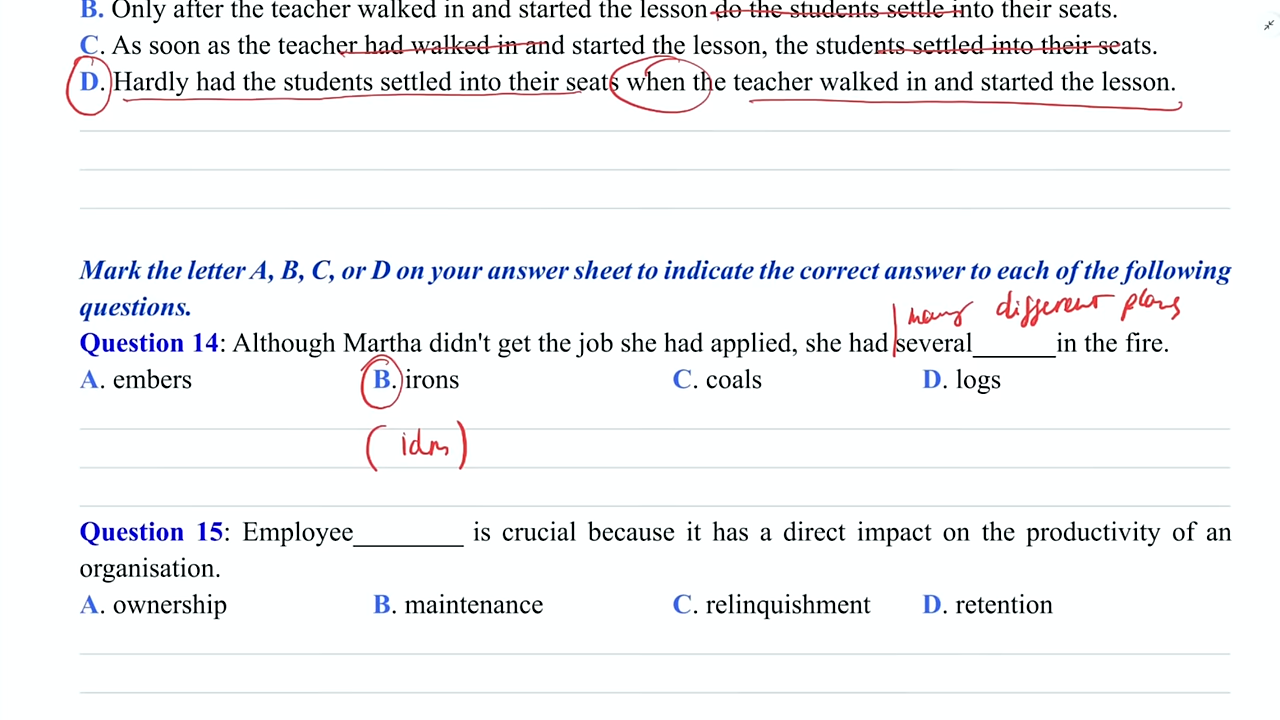 B. Only after the teacher walked in and started the lesson do the students settle into their seats.
C. As soon as the teacher had walked in and started the lesson, the students settled into their seats.
D. Hardly had the students settled into their seats when the teacher walked in and started the lesson.
Mark the letter A, B, C, or D on your answer sheet to indicate the correct answer to each of the following
questions.
many different plans
Question 14: Although Martha didn't get the job she had applied, she had several______in the fire.
A. embers B. irons C. coals D. logs
(idm)
Question 15: Employee________ is crucial because it has a direct impact on the productivity of an
organisation.
A. ownership B. maintenance C. relinquishment D. retention